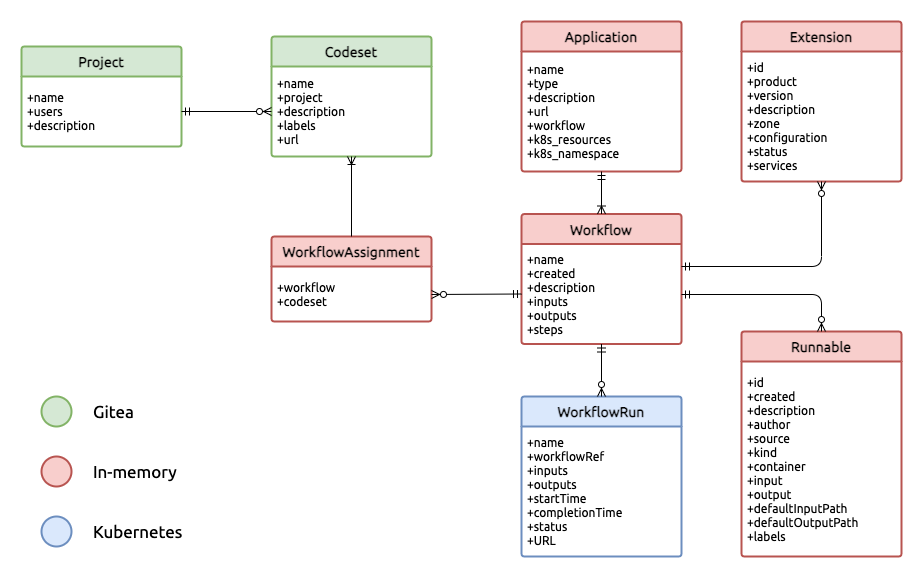 Project
+name
+users
+description
Codeset
+name
+project
+description
+labels
+url
Application
+name
+type
+description
+url
+workflow
+k8s_resources
+k8s_namespace
Extension
+id
+product
+version
+description
+zone
+configuration
+status
+services
WorkflowAssignment
+workflow
+codeset
Workflow
+name
+created
+description
+inputs
+outputs
+steps
Runnable
+id
+created
+description
+author
+source
+kind
+container
+input
+output
+defaultInputPath
+defaultOutputPath
+labels
WorkflowRun
+name
+workflowRef
+inputs
+outputs
+startTime
+completionTime
+status
+URL
Gitea
In-memory
Kubernetes